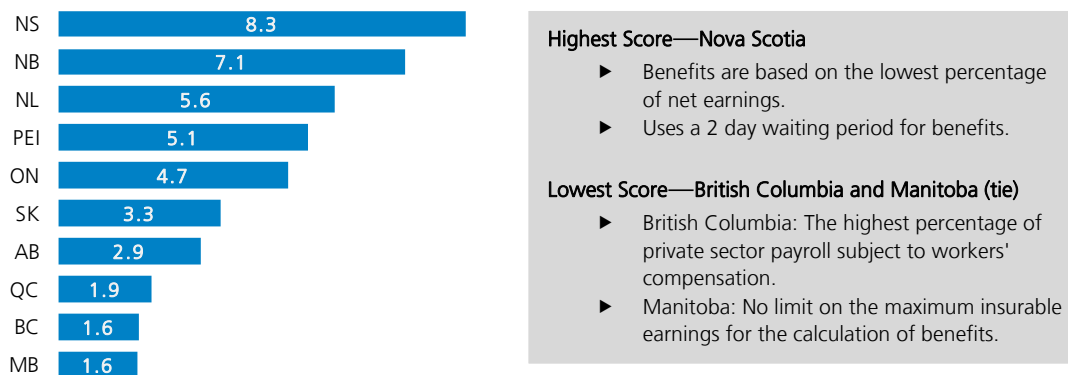 NS 8.3
NB 7.1
NL 5.6
PEI 5.1
ON 4.7
SK 3.3
AB 2.9
QC 1.9
BC 1.6
MB 1.6
Highest Score—Nova Scotia
► Benefits are based on the lowest percentage
of net earnings.
► Uses a 2 day waiting period for benefits.
Lowest Score—British Columbia and Manitoba (tie)
► British Columbia: The highest percentage of
private sector payroll subject to workers'
compensation.
► Manitoba: No limit on the maximum insurable
earnings for the calculation of benefits.